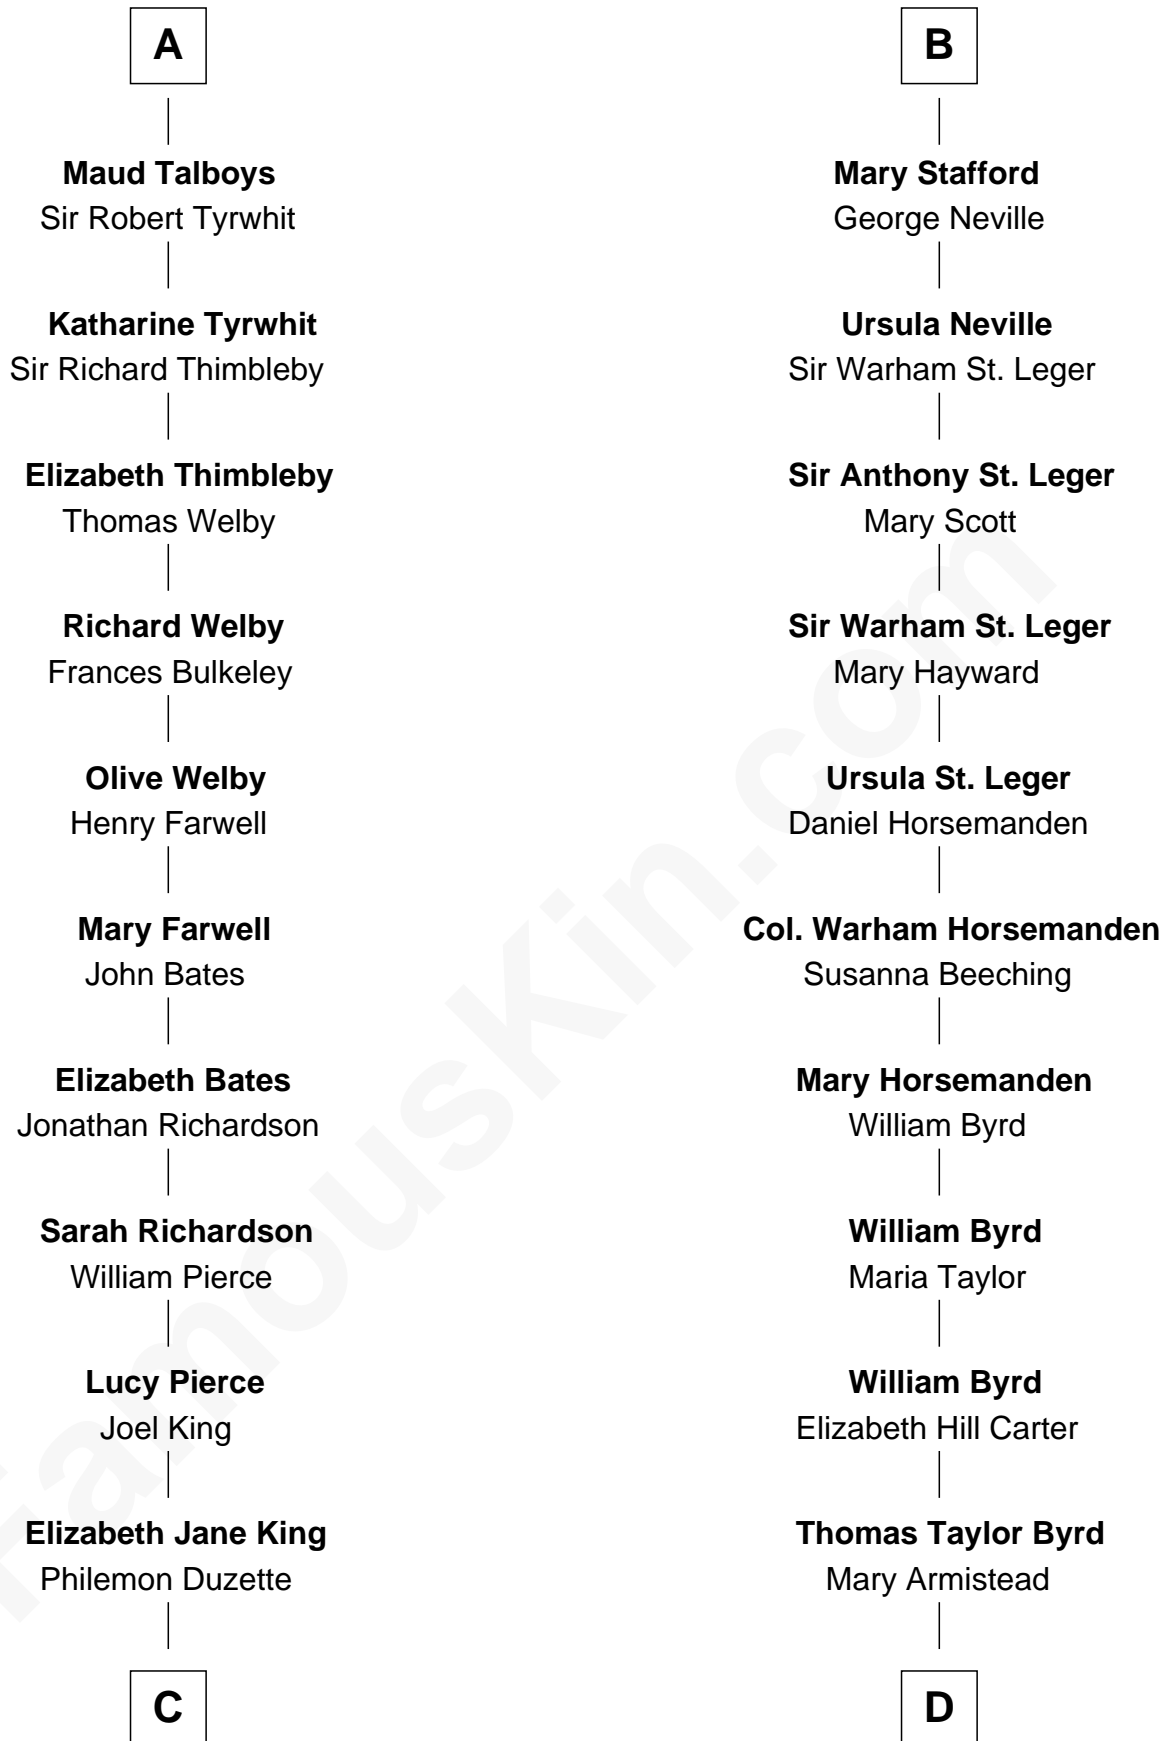 A
Maud Talboys
Sir Robert Tyrwhit
Katharine Tyrwhit
Sir Richard Thimbleby
Elizabeth Thimbleby
Thomas Welby
Richard Welby
Frances Bulkeley
Olive Welby
Henry Farwell
Mary Farwell
John Bates
Elizabeth Bates
Jonathan Richardson
Sarah Richardson
William Pierce
Lucy Pierce
Joel King
Elizabeth Jane King
Philemon Duzette
C
B
Mary Stafford
George Neville
Ursula Neville
Sir Warham St. Leger
Sir Anthony St. Leger
Mary Scott
Sir Warham St. Leger
Mary Hayward
Ursula St. Leger
Daniel Horsemanden
Col. Warham Horsemanden
Susanna Beeching
Mary Horsemanden
William Byrd
William Byrd
Maria Taylor
William Byrd
Elizabeth Hill Carter
Thomas Taylor Byrd
Mary Armistead
D
FamousKin.com